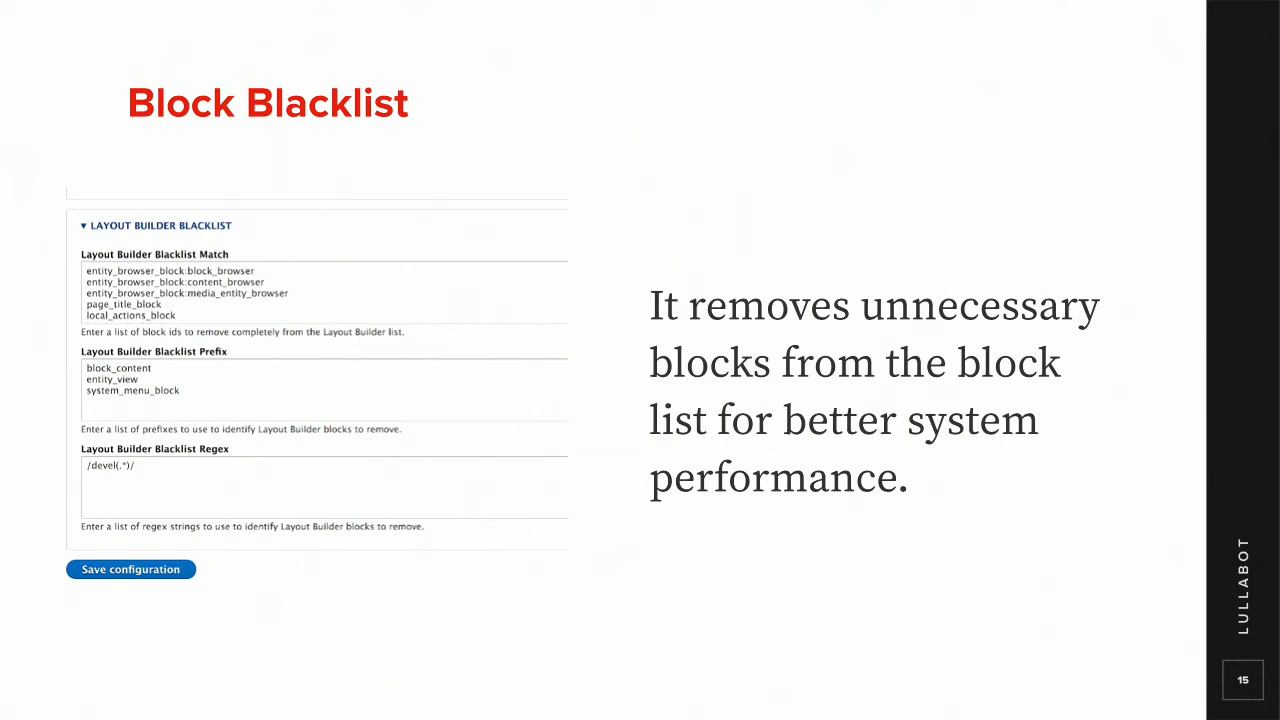 Block Blacklist
▼ LAYOUT BUILDER BLACKLIST
Layout Builder Blacklist Match
entity_browser_block:block_browser
entity_browser_block:content_browser
entity_browser_block:media_entity_browser
page_title_block
local_actions_block
Enter a list of block ids to remove completely from the Layout Builder list.
Layout Builder Blacklist Prefix
block_content
entity_view
system_menu_block
Enter a list of prefixes to use to identify Layout Builder blocks to remove.
Layout Builder Blacklist Regex
/devel(.*)/
Enter a list of regex strings to use to identify Layout Builder blocks to remove.
Save configuration
It removes unnecessary
blocks from the block
list for better system
performance.
LULLABOT
15